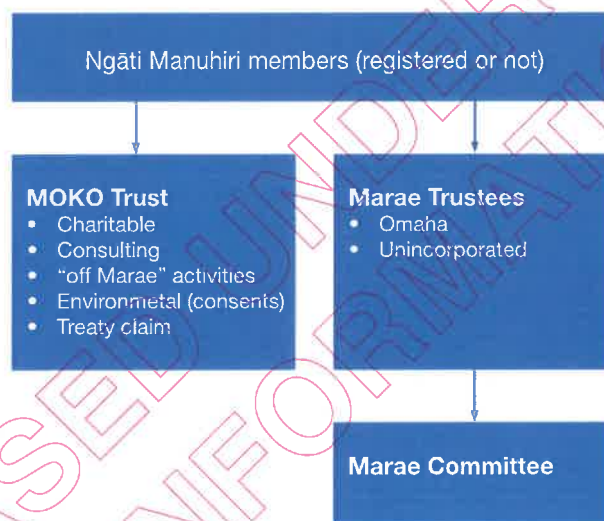 Ngāti Manuhiri members (registered or not)
MOKO Trust
• Charitable
• Consulting
• “off Marae” activities
• Environmetal (consents)
• Treaty claim
Marae Trustees
• Omaha
• Unincorporated
Marae Committee